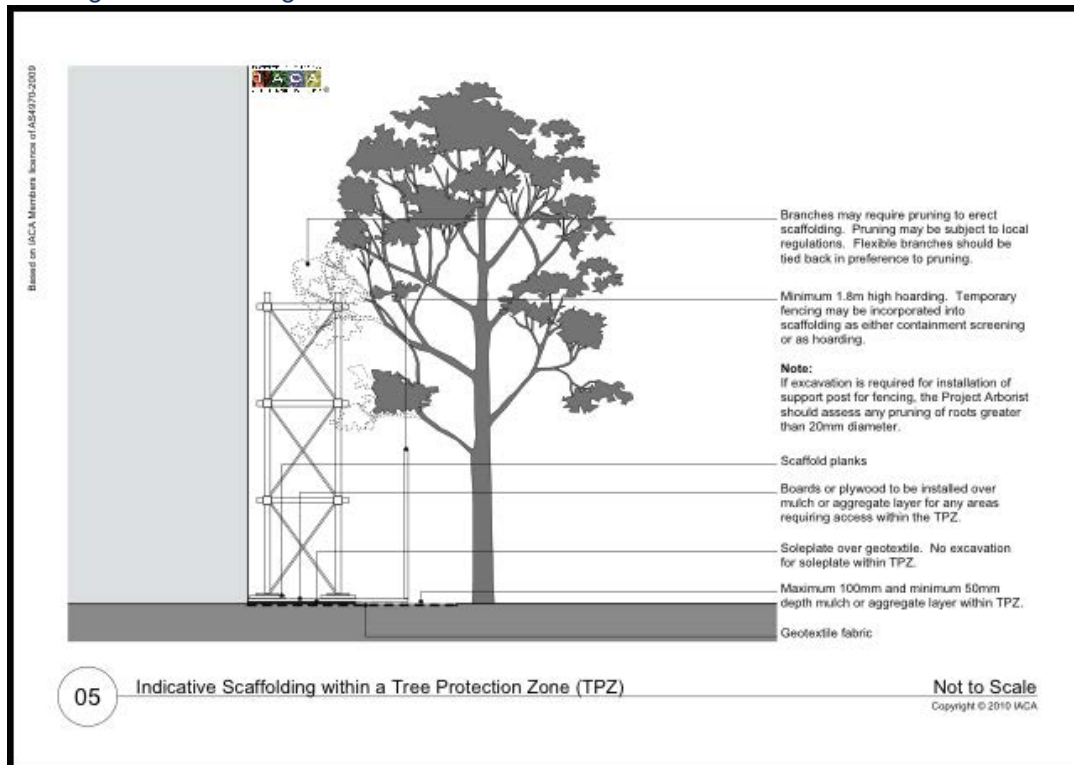 Based on IACA Members licence of AS4970-2009
IACA
Branches may require pruning to erect
scaffolding. Pruning may be subject to local
regulations. Flexible branches should be
tied back in preference to pruning.
Minimum 1.8m high hoarding. Temporary
fencing may be incorporated into
scaffolding as either containment screening
or as hoarding.
Note:
If excavation is required for installation of
support post for fencing, the Project Arborist
should assess any pruning of roots greater
than 20mm diameter.
Scaffold planks
Boards or plywood to be installed over
mulch or aggregate layer for any areas
requiring access within the TPZ.
Soleplate over geotextile. No excavation
for soleplate within TPZ.
Maximum 100mm and minimum 50mm
depth mulch or aggregate layer within TPZ.
Geotextile fabric
05
Indicative Scaffolding within a Tree Protection Zone (TPZ)
Not to Scale
Copyright © 2010 IACA